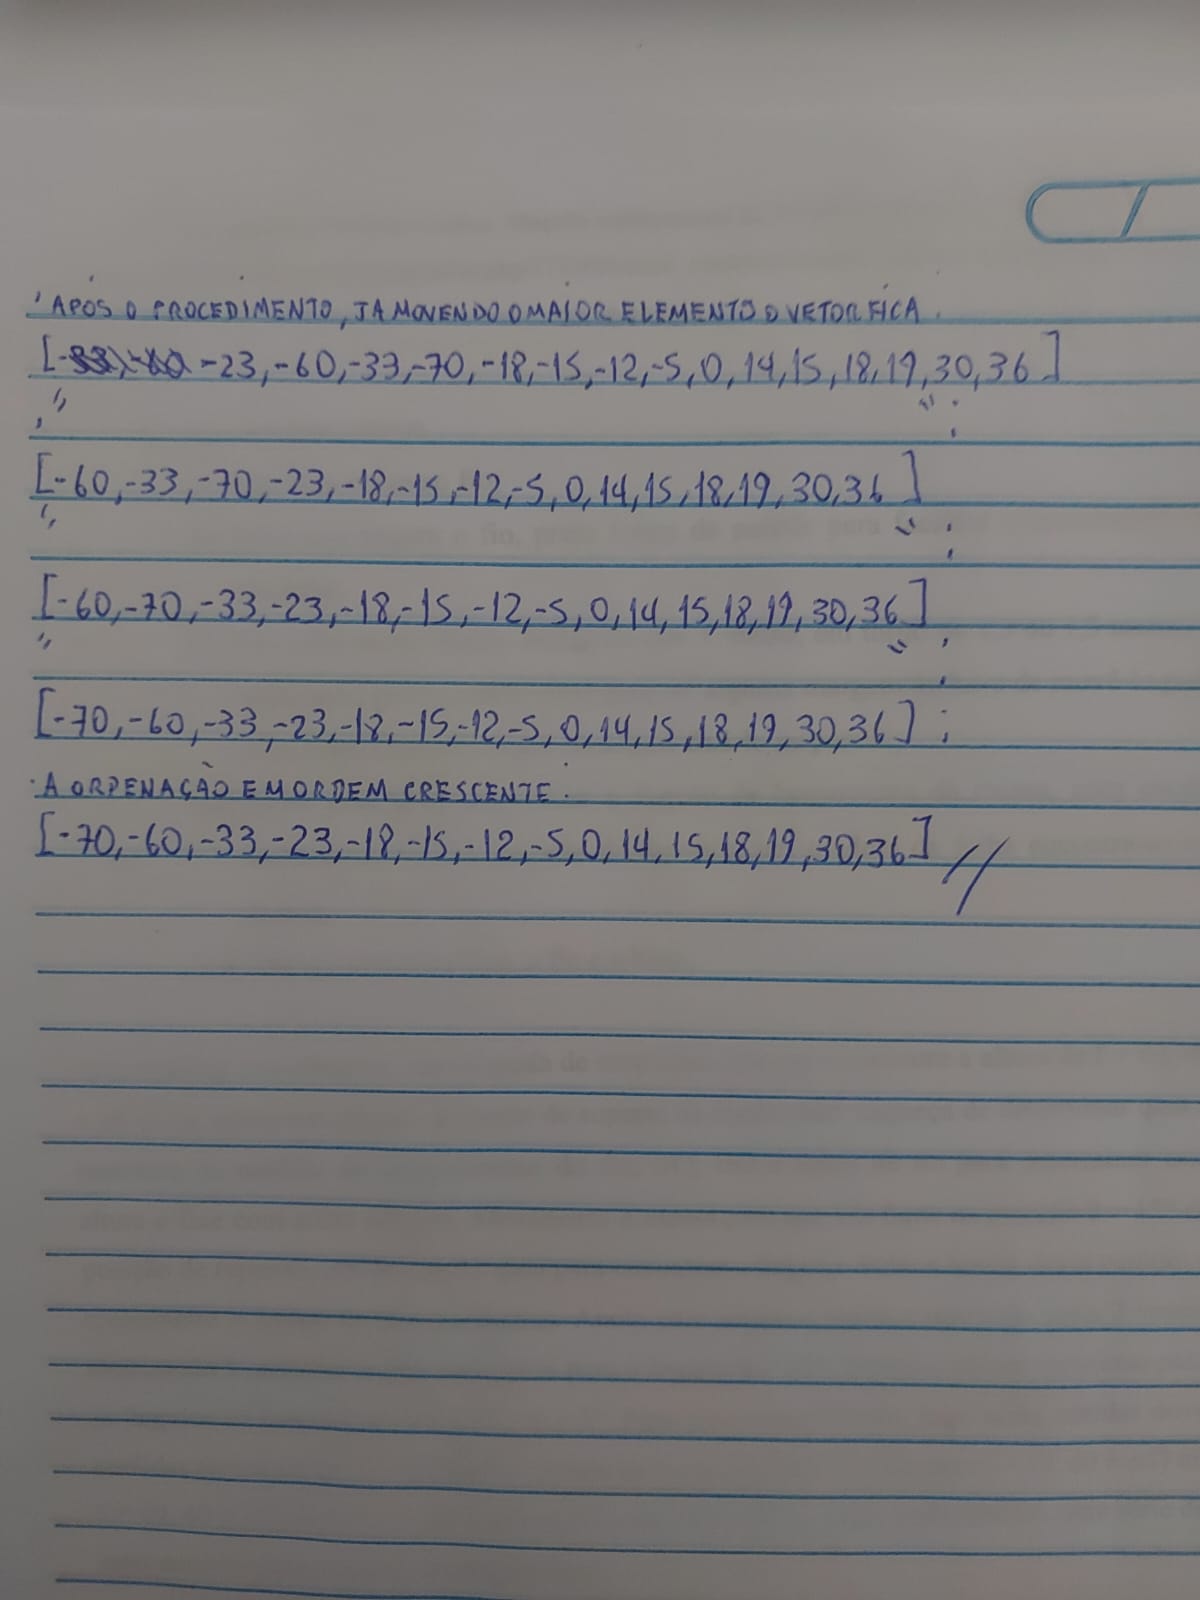 APÓS O PROCEDIMENTO, JA MOVENDO O MAIOR ELEMENTO O VETOR FICA.
[-23,-60,-33,-70,-18,-15,-12,-5,0,14,15,18,19,30,36]
[-60,-33,-70,-23,-18,-15,-12,-5,0,14,15,18,19,30,36]
[-60,-70,-33,-23,-18,-15,-12,-5,0,14,15,18,19,30,36]
[-70,-60,-33,-23,-18,-15,-12,-5,0,14,15,18,19,30,36];
A ORDENAÇÃO EM ORDEM CRESCENTE.
[-70,-60,-33,-23,-18,-15,-12,-5,0,14,15,18,19,30,36]//